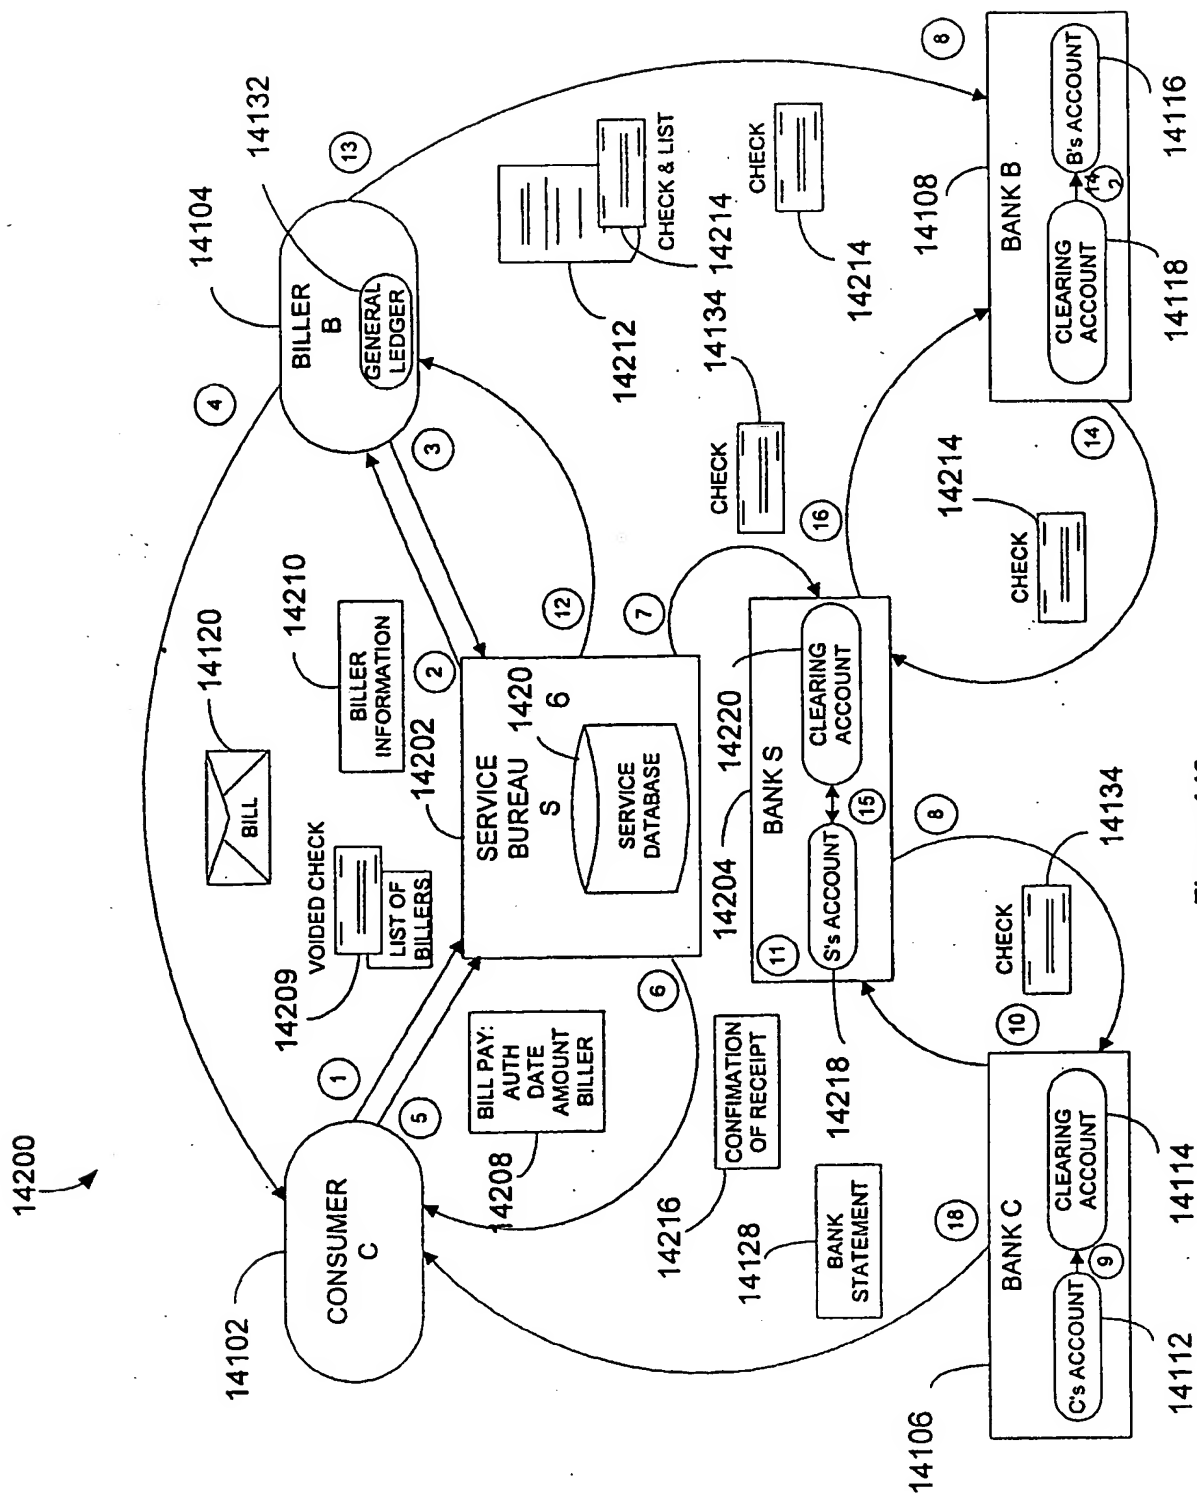 14200
14102
CONSUMER
C
1
5
14209
VOIDED CHECK
LIST OF
BILLERS
BILL
14120
4
14104
BILLER
B
GENERAL
LEDGER
14132
13
3
2
BILLER
INFORMATION
14210
14202
SERVICE
BUREAU
S
1420
6
SERVICE
DATABASE
12
7
6
BILL PAY:
AUTH
DATE
AMOUNT
BILLER
14208
CONFIMATION
OF RECEIPT
14216
BANK
STATEMENT
14128
14212
CHECK & LIST
14214
CHECK
14214
CHECK
14134
16
11
14204
BANK S
14220
S's ACCOUNT
15
CLEARING
ACCOUNT
14218
8
10
CHECK
14134
18
14106
BANK C
C's ACCOUNT
9
CLEARING
ACCOUNT
14112
14114
8
14108
BANK B
CLEARING
ACCOUNT
14
2
B's ACCOUNT
14118
14116
14
14214
CHECK